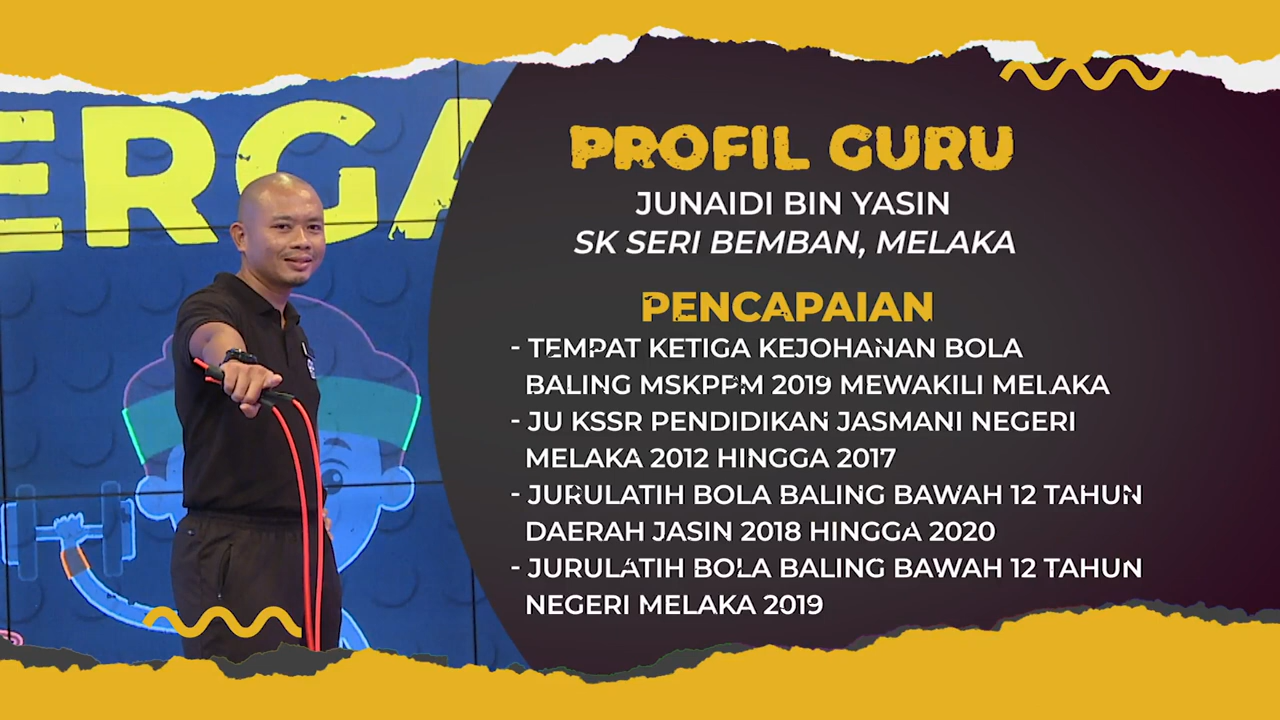 ERGA
PROFIL GURU
JUNAIDI BIN YASIN
SK SERI BEMBAN, MELAKA
PENCAPAIAN
- TEMPAT KETIGA KEJOHANAN BOLA
BALING MSKPPM 2019 MEWAKILI MELAKA
- JU KSSR PENDIDIKAN JASMANI NEGERI
MELAKA 2012 HINGGA 2017
- JURULATIH BOLA BALING BAWAH 12 TAHUN
DAERAH JASIN 2018 HINGGA 2020
- JURULATIH BOLA BALING BAWAH 12 TAHUN
NEGERI MELAKA 2019